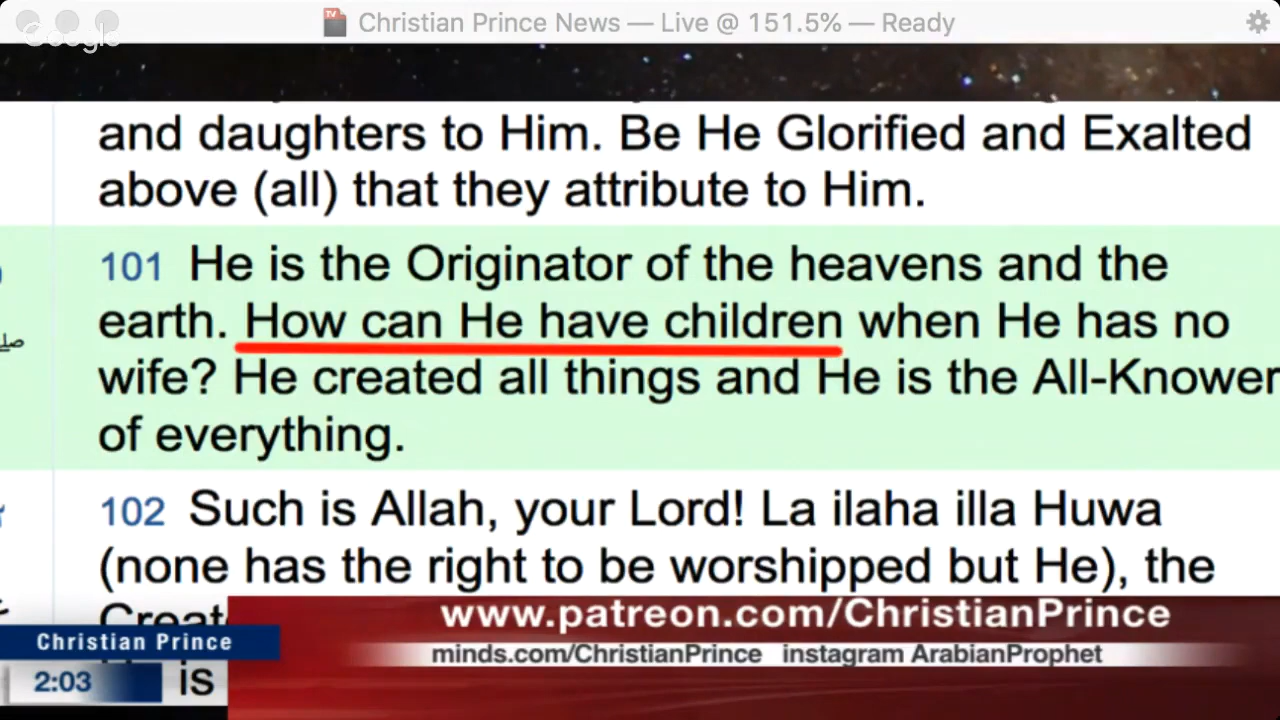 Christian Prince News — Live @ 151.5% — Ready
Google
and daughters to Him. Be He Glorified and Exalted
above (all) that they attribute to Him.
101 He is the Originator of the heavens and the
earth. How can He have children when He has no
wife? He created all things and He is the All-Knower
of everything.
102 Such is Allah, your Lord! La ilaha illa Huwa
(none has the right to be worshipped but He), the
www.patreon.com/ChristianPrince
Christian Prince
minds.com/ChristianPrince instagram ArabianProphet
2:03
is